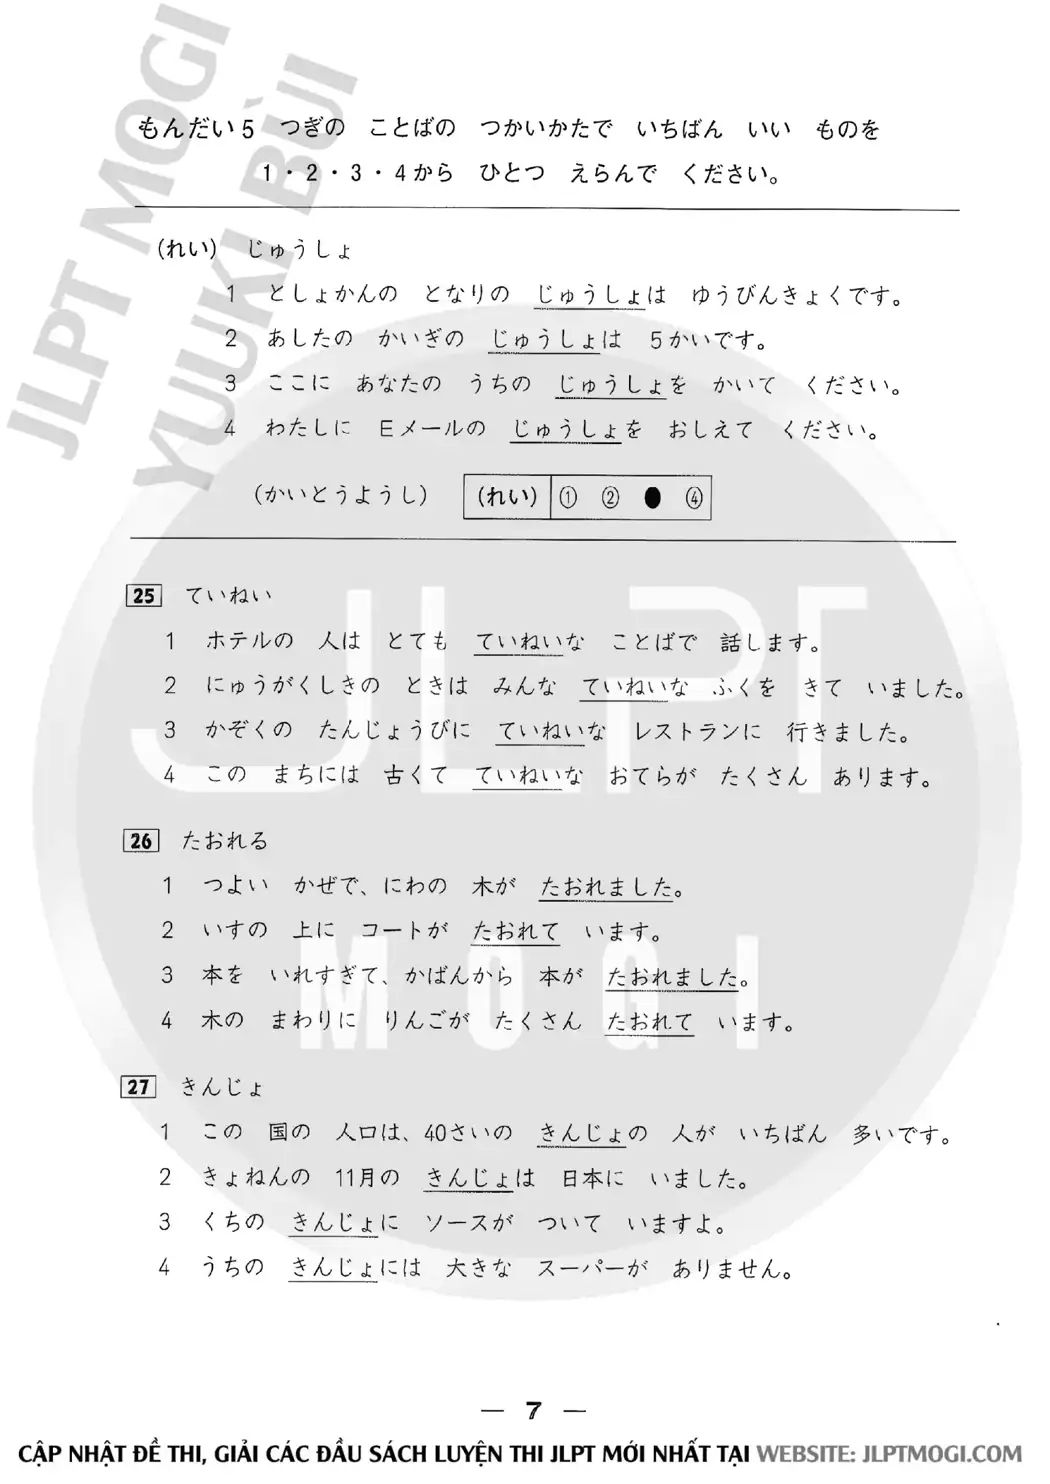 もんだい5　つぎの　ことばの　つかいかたで　いちばん　いい　ものを
1・2・3・4から　ひとつ　えらんで　ください。
(れい)　じゅうしょ
1　としょかんの　となりの　じゅうしょは　ゆうびんきょくです。
2　あしたの　かいぎの　じゅうしょは　5かいです。
3　ここに　あなたの　うちの　じゅうしょを　かいて　ください。
4　わたしに　Eメールの　じゅうしょを　おしえて　ください。
(かいとうようし)　(れい)　①　②　●　④
25　ていねい
1　ホテルの　人は　とても　ていねいな　ことばで　話します。
2　にゅうがくしきの　ときは　みんな　ていねいな　ふくを　きて　いました。
3　かぞくの　たんじょうびに　ていねいな　レストランに　行きました。
4　この　まちには　古くて　ていねいな　おてらが　たくさん　あります。
26　たおれる
1　つよい　かぜで、にわの　木が　たおれました。
2　いすの　上に　コートが　たおれて　います。
3　本を　いれすぎて、かばんから　本が　たおれました。
4　木の　まわりに　りんごが　たくさん　たおれて　います。
27　きんじょ
1　この　国の　人口は、40さいの　きんじょの　人が　いちばん　多いです。
2　きょねんの　11月の　きんじょは　日本に　いました。
3　くちの　きんじょに　ソースが　ついて　いますよ。
4　うちの　きんじょには　大きな　スーパーが　ありません。
— 7 —
CẬP NHẬT ĐỀ THI, GIẢI CÁC ĐẦU SÁCH LUYỆN THI JLPT MỚI NHẤT TẠI WEBSITE: JLPTMOGI.COM
JLPT MOGI
YUUKI BÙI
JLPT
MOGI